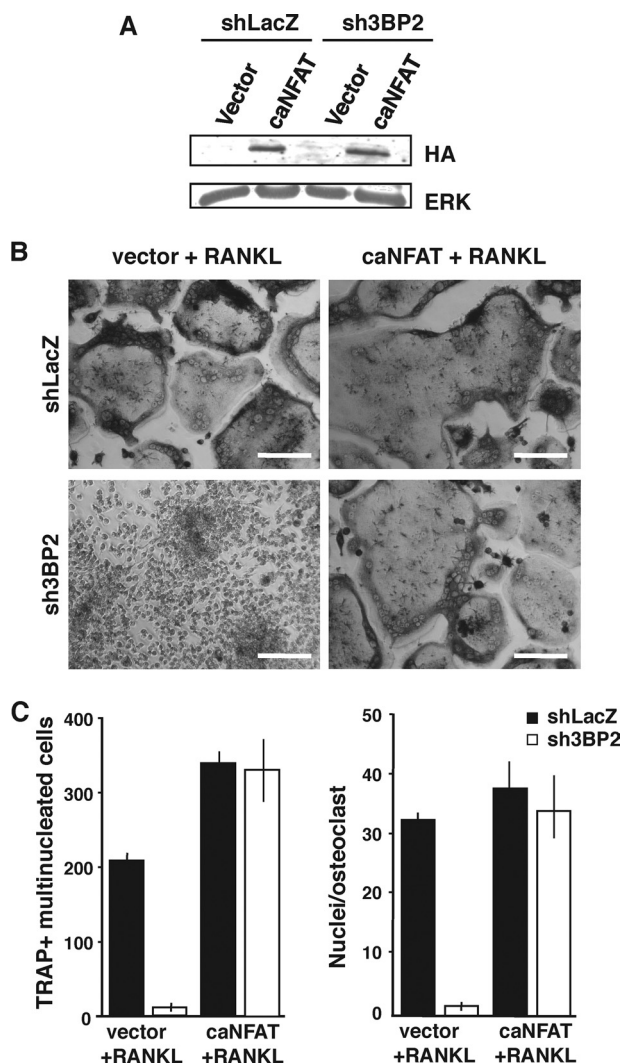 A
shLacZ sh3BP2
Vector caNFAT Vector caNFAT
HA
ERK
B
vector + RANKL caNFAT + RANKL
shLacZ
sh3BP2
C
TRAP+ multinucleated cells
400
300
200
100
0
vector caNFAT
+RANKL +RANKL
Nuclei/osteoclast
50
40
30
20
10
0
shLacZ
sh3BP2
vector caNFAT
+RANKL +RANKL